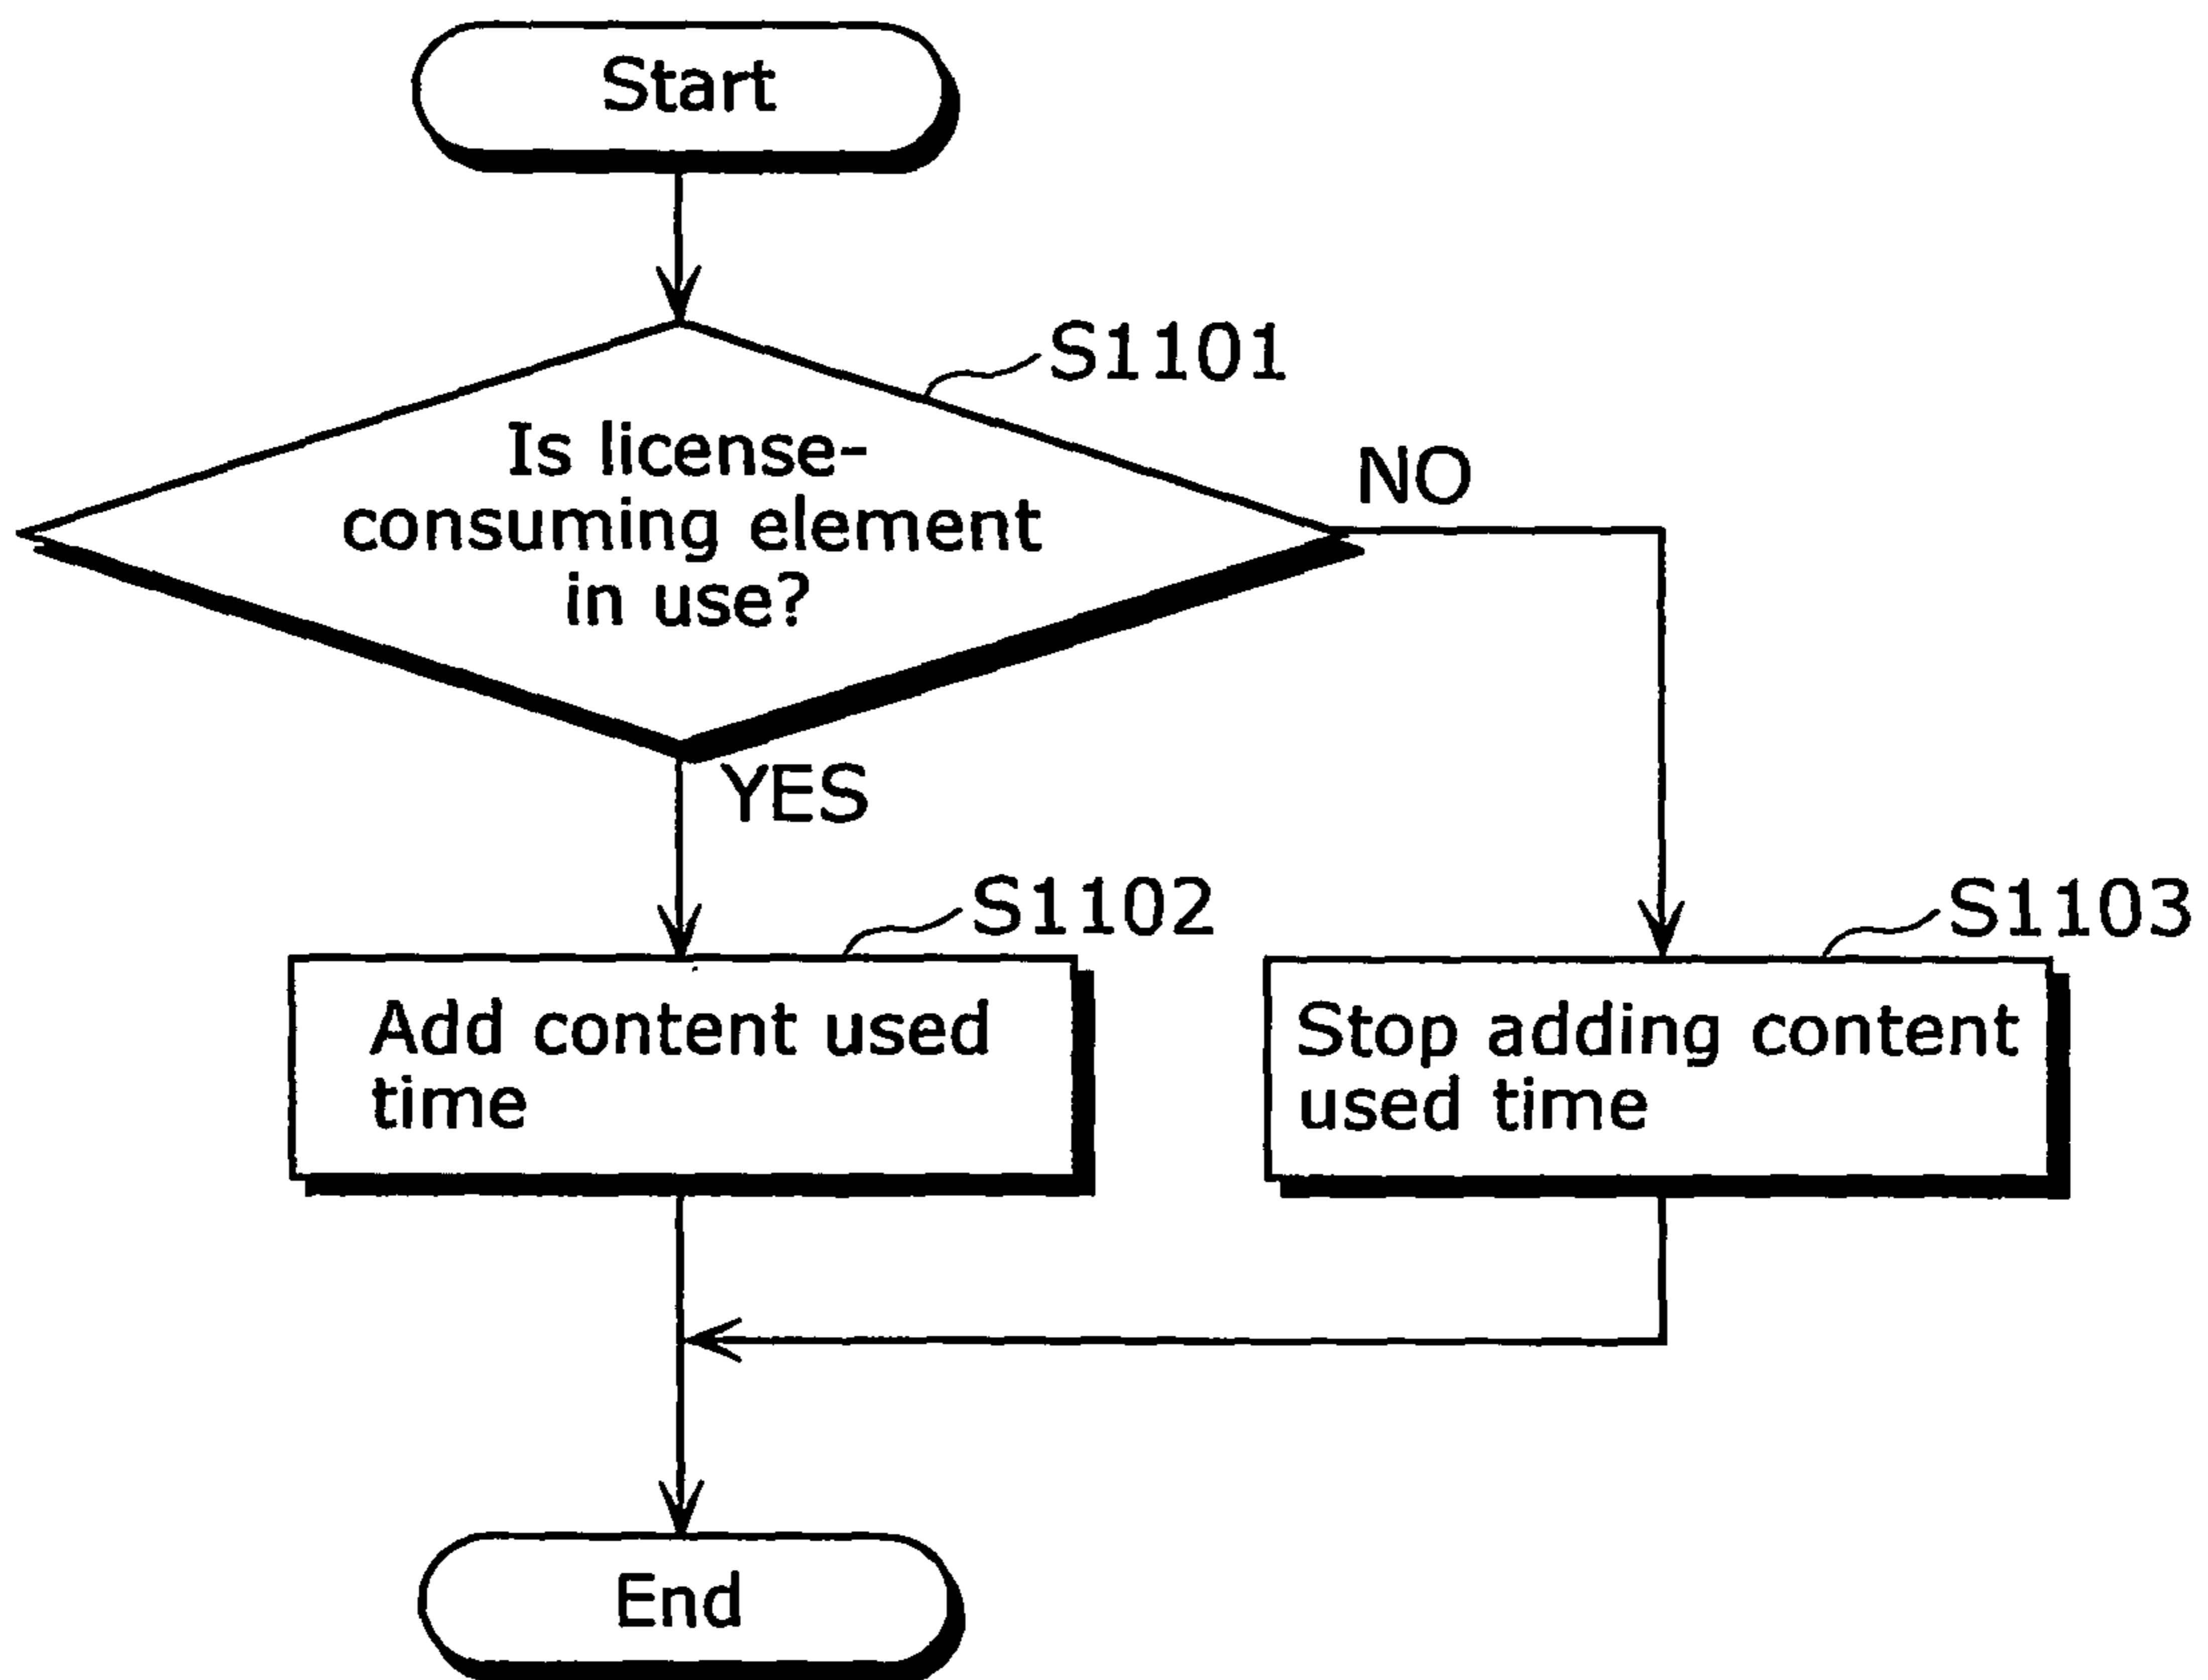 Start
S1101
Is license-
consuming element
in use?
NO
YES
S1102
Add content used
time
S1103
Stop adding content
used time
End